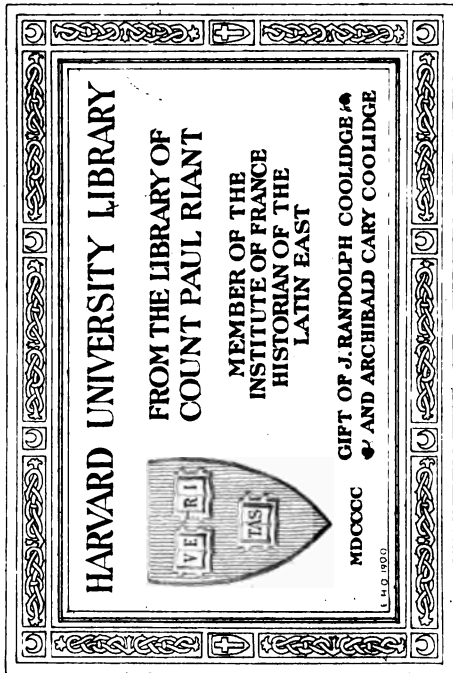 HARVARD UNIVERSITY LIBRARY
VE RI
TAS
FROM THE LIBRARY OF
COUNT PAUL RIANT
MEMBER OF THE
INSTITUTE OF FRANCE
HISTORIAN OF THE
LATIN EAST
MDCCCC
GIFT OF J. RANDOLPH COOLIDGE
AND ARCHIBALD CARY COOLIDGE
E H O 1900